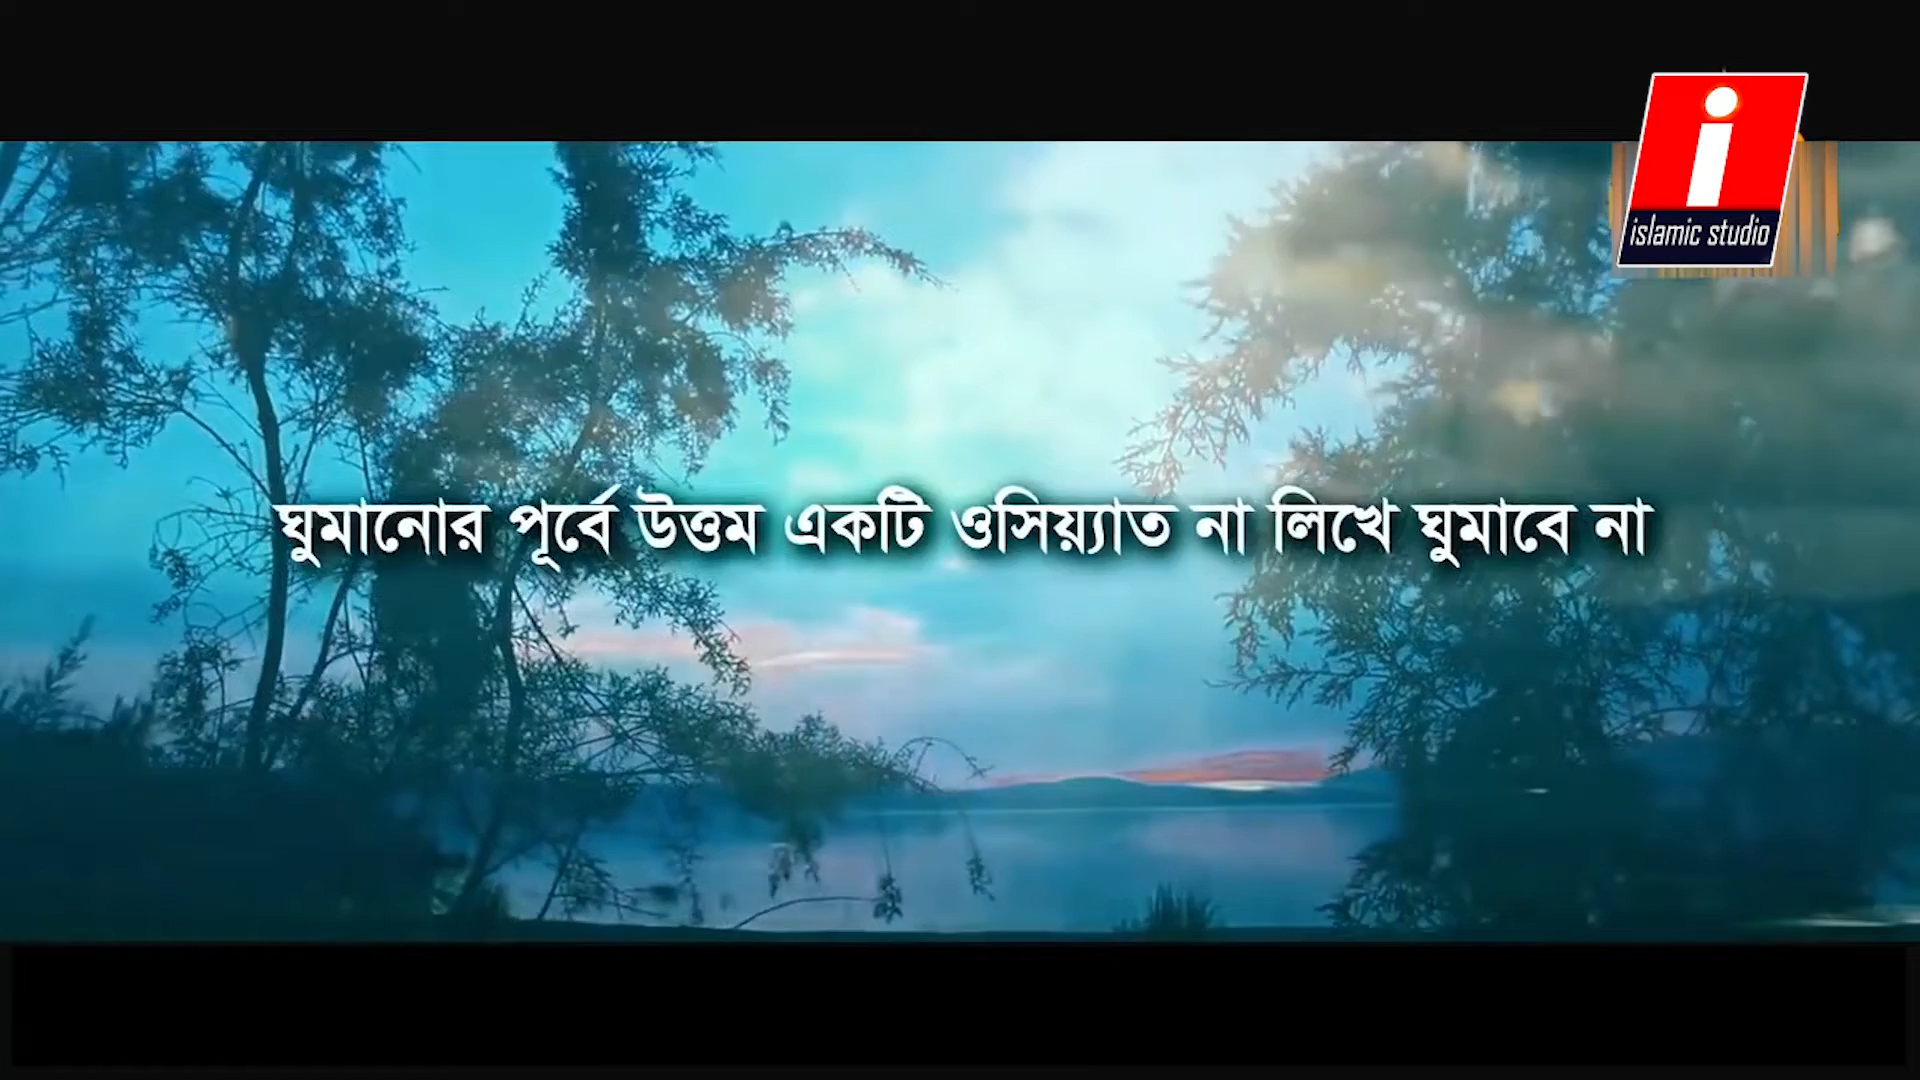 i
islamic studio
ঘুমানোর পূর্বে উত্তম একটি ওসিয়্যাত না লিখে ঘুমাবে না